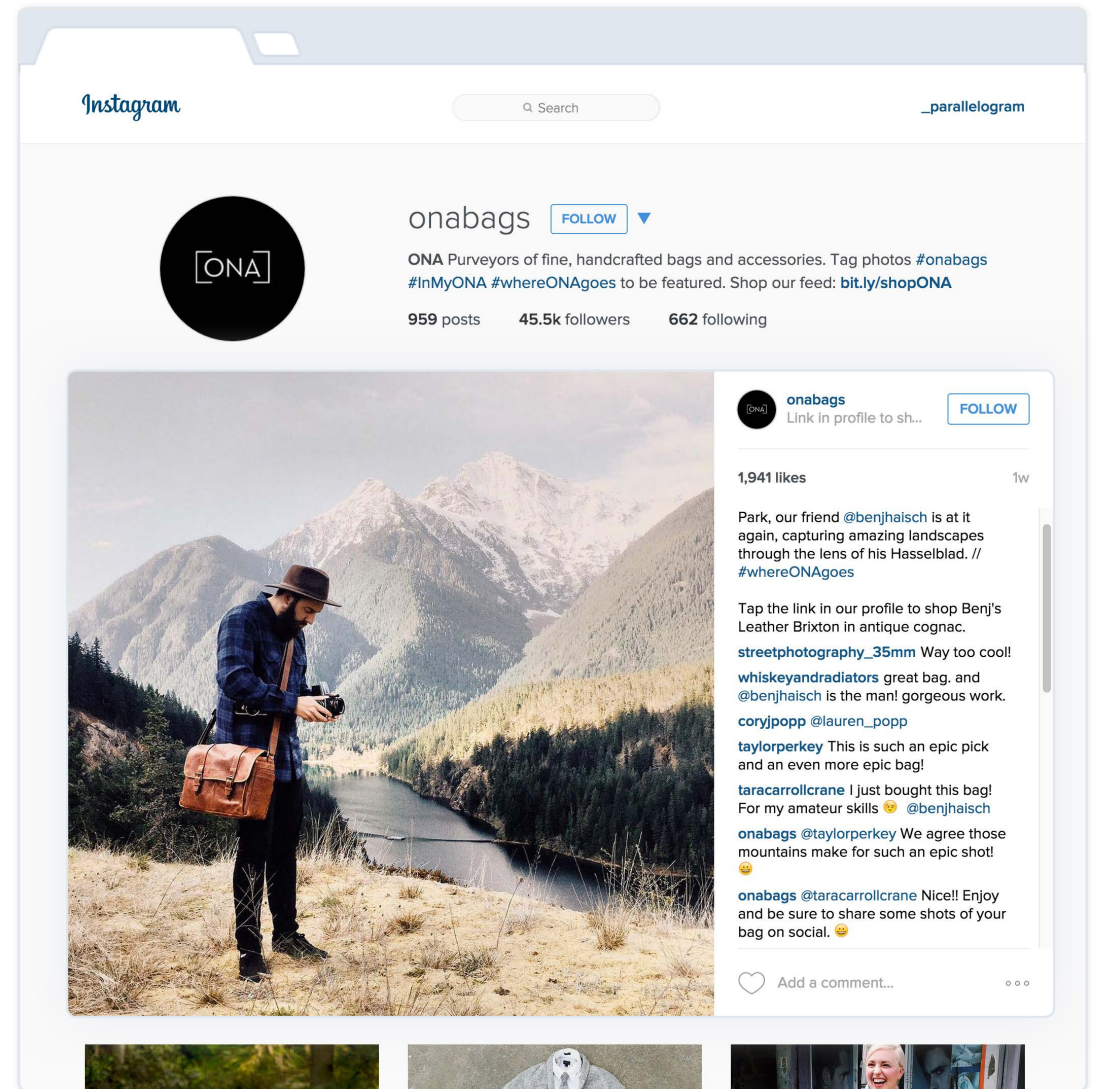 Instagram
Search
_parallelogram
[ONA]
onabags FOLLOW
ONA Purveyors of fine, handcrafted bags and accessories. Tag photos #onabags
#InMyONA #whereONAgoes to be featured. Shop our feed: bit.ly/shopONA
959 posts 45.5k followers 662 following
[ONA]
onabags
Link in profile to sh...
FOLLOW
1,941 likes 1w
Park, our friend @benjhaisch is at it
again, capturing amazing landscapes
through the lens of his Hasselblad. //
#whereONAgoes
Tap the link in our profile to shop Benj's
Leather Brixton in antique cognac.
streetphotography_35mm Way too cool!
whiskeyandradiators great bag. and
@benjhaisch is the man! gorgeous work.
coryjpopp @lauren_popp
taylorperkey This is such an epic pick
and an even more epic bag!
taracarrollcrane I just bought this bag!
For my amateur skills 😉 @benjhaisch
onabags @taylorperkey We agree those
mountains make for such an epic shot!
😀
onabags @taracarrollcrane Nice!! Enjoy
and be sure to share some shots of your
bag on social. 😀
Add a comment...